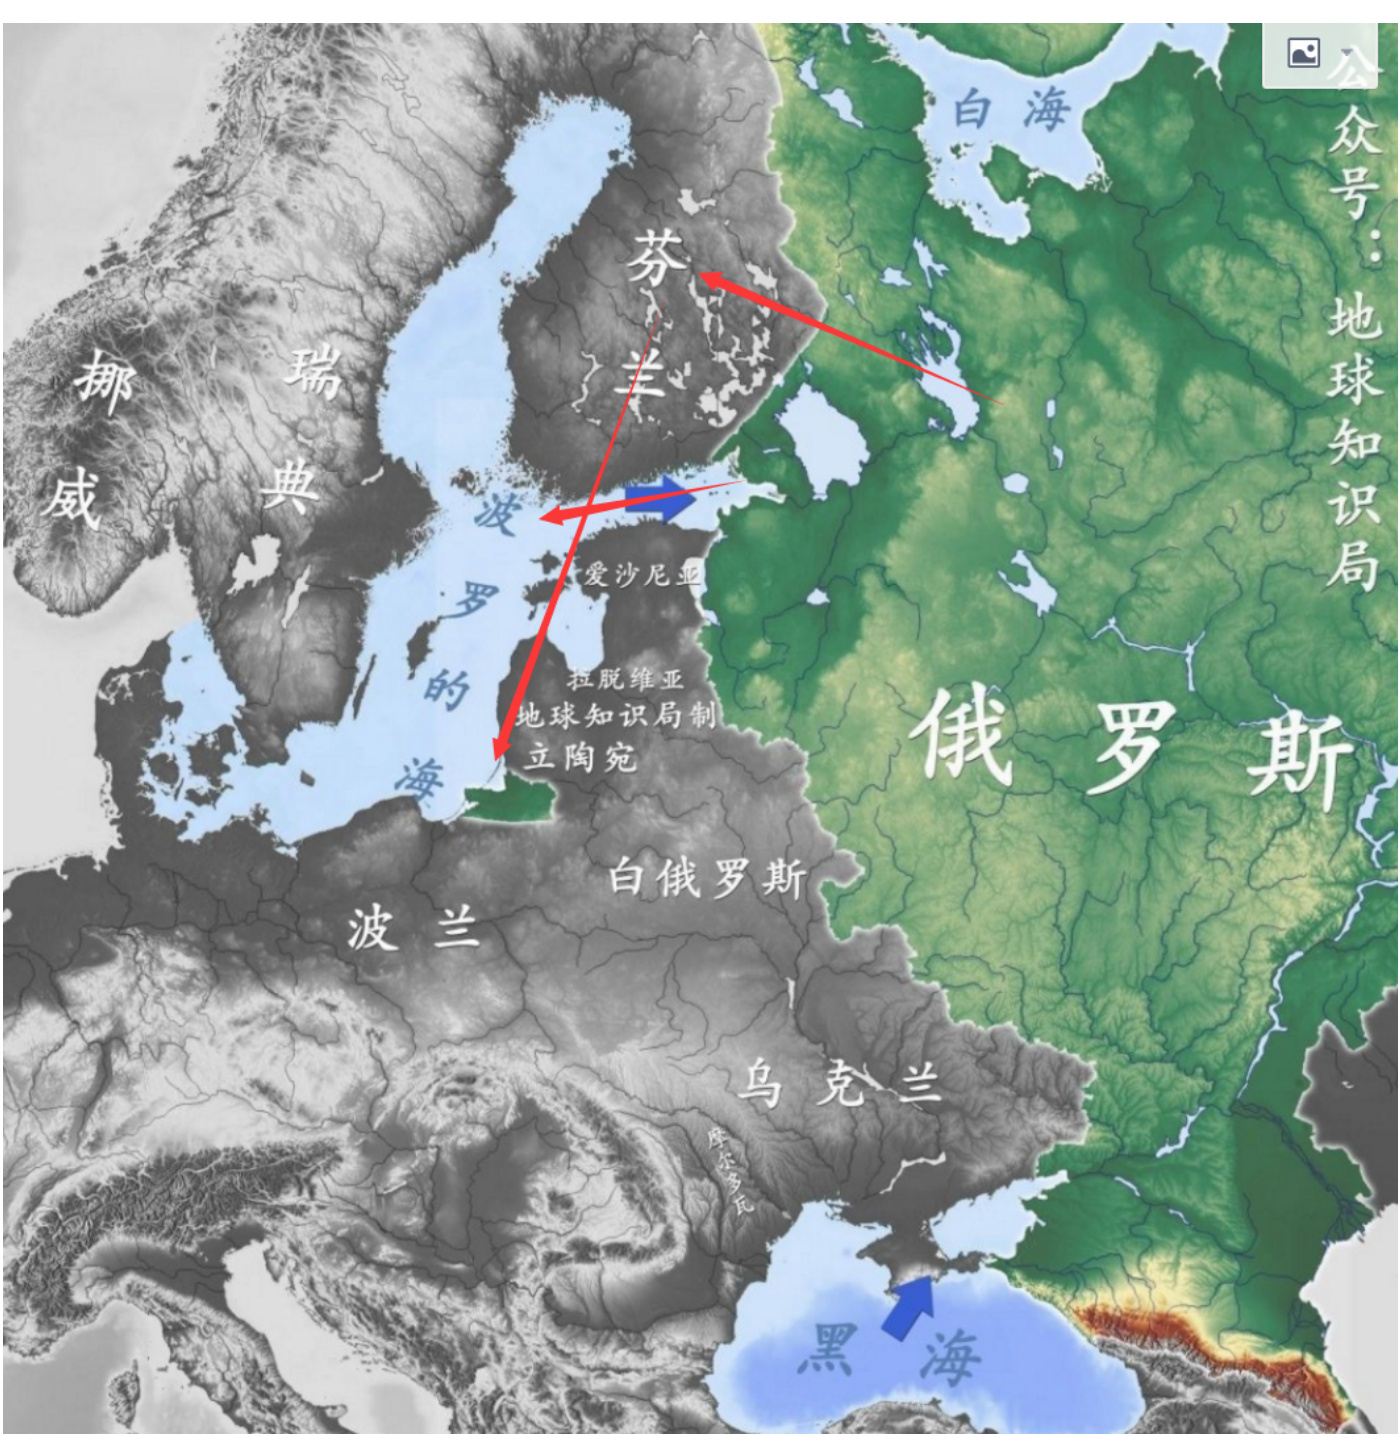 白海
公众号：地球知识局
芬兰
挪威
瑞典
波罗的海
爱沙尼亚
拉脱维亚
地球知识局制
立陶宛
俄罗斯
白俄罗斯
波兰
乌克兰
摩尔多瓦
黑海